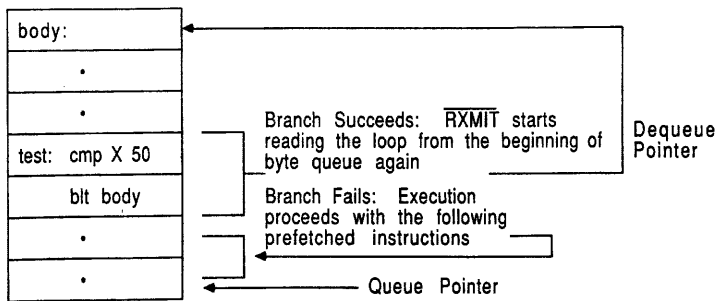 body:
.
.
test: cmp X 50
blt body
.
.
Branch Succeeds: RXMIT starts
reading the loop from the beginning of
byte queue again
Branch Fails: Execution
proceeds with the following
prefetched instructions
Queue Pointer
Dequeue
Pointer